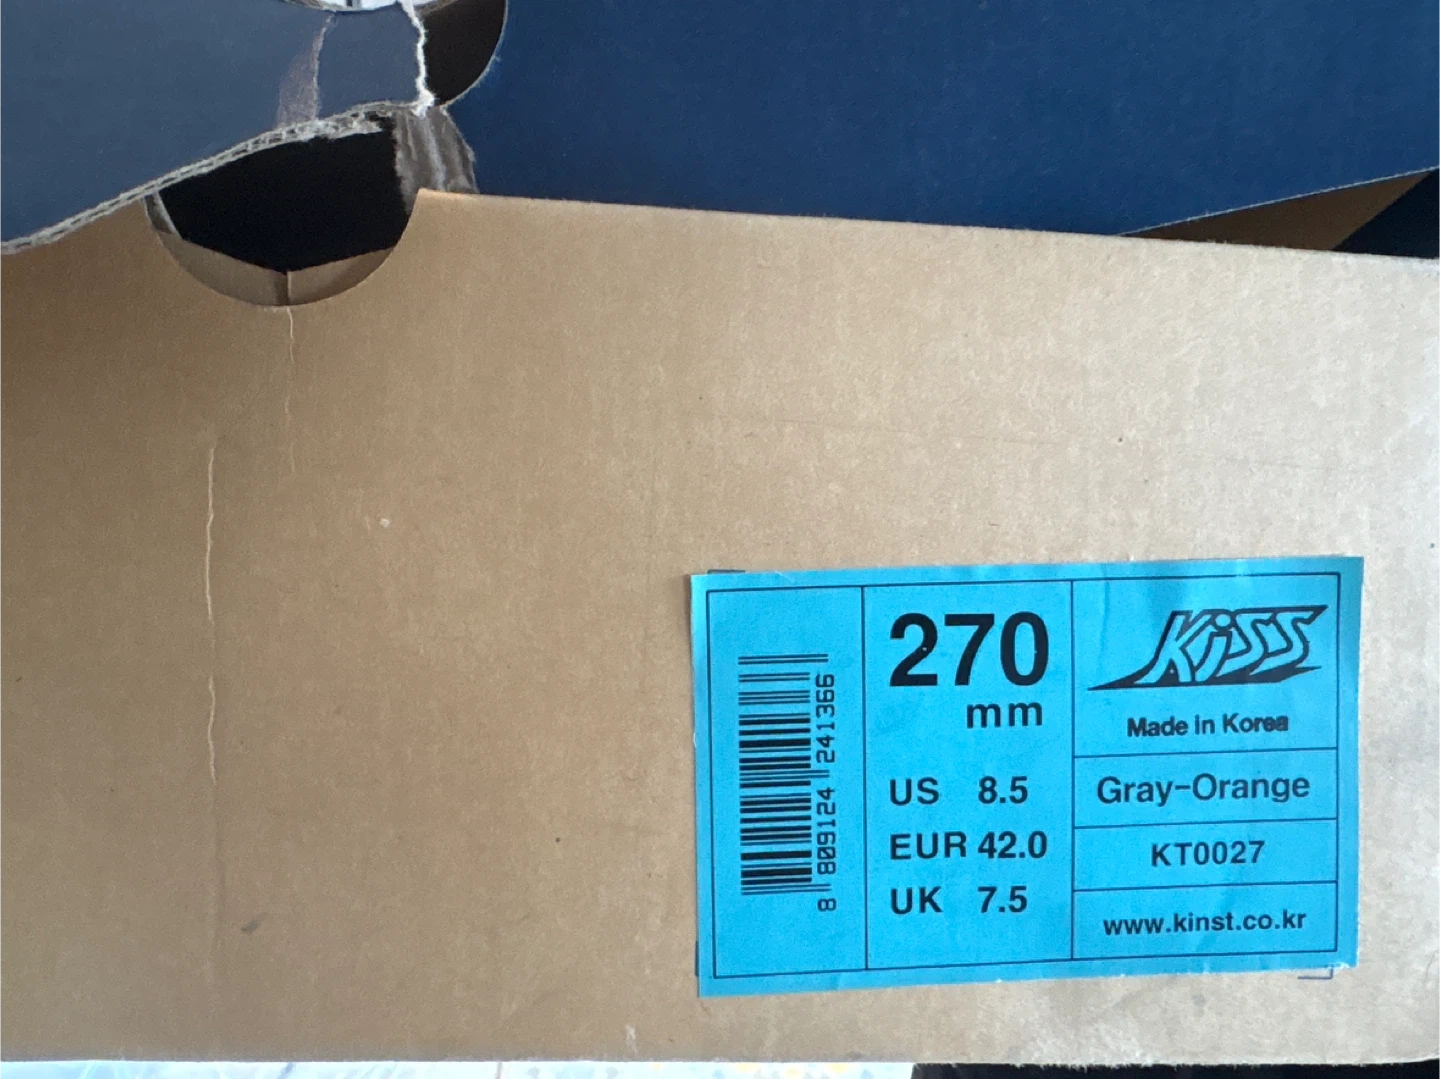 8 809124 241366
270
mm
US 8.5
EUR 42.0
UK 7.5
KiSS
Made in Korea
Gray-Orange
KT0027
www.kinst.co.kr